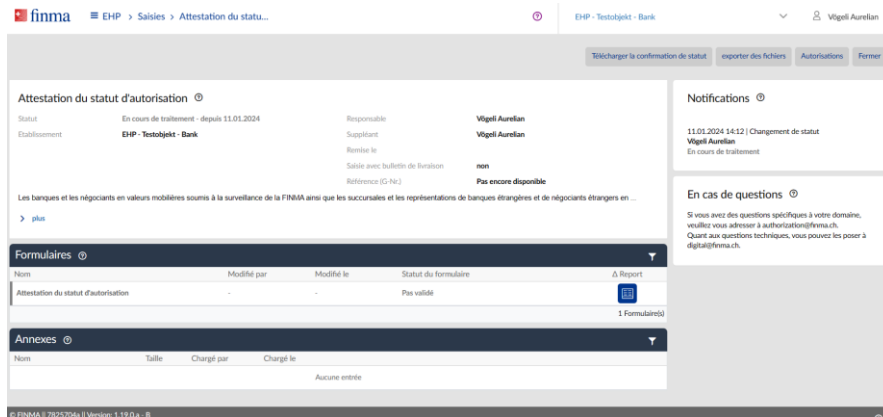 finma
EHP > Saisies > Attestation du statu...
EHP - Testobjekt - Bank
Vögeli Aurelian
Télécharger la confirmation de statut
exporter des fichiers
Autorisations
Fermer
Attestation du statut d'autorisation
Statut En cours de traitement - depuis 11.01.2024
Établissement EHP - Testobjekt - Bank
Responsable Vögeli Aurelian
Suppléant Vögeli Aurelian
Remise le
Saisie avec bulletin de livraison non
Référence (G-Nr.) Pas encore disponible
Les banques et les négociants en valeurs mobilières soumis à la surveillance de la FINMA ainsi que les succursales et les représentations de banques étrangères et de négociants étrangers en ...
> plus
Formulaires
Nom Modifié par Modifié le Statut du formulaire Δ Report
Attestation du statut d'autorisation - - Pas validé
1 Formulaire(s)
Annexes
Nom Taille Chargé par Chargé le
Aucune entrée
Notifications
11.01.2024 14:12 | Changement de statut
Vögeli Aurelian
En cours de traitement
En cas de questions
Si vous avez des questions spécifiques à votre domaine,
veuillez vous adresser à authorization@finma.ch.
Quant aux questions techniques, vous pouvez les poser à
digital@finma.ch.
© FINMA || 7825704a || Version: 1.19.0.a - B